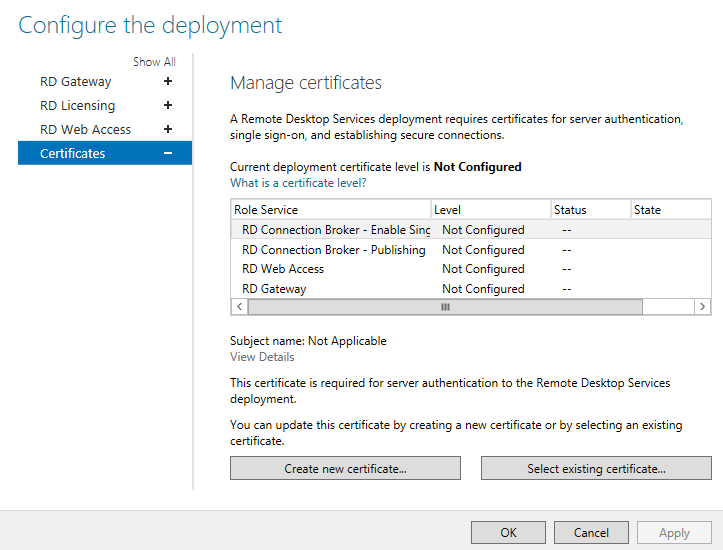 Configure the deployment
Show All
RD Gateway +
RD Licensing +
RD Web Access +
Certificates –
Manage certificates
A Remote Desktop Services deployment requires certificates for server authentication,
single sign-on, and establishing secure connections.
Current deployment certificate level is Not Configured
What is a certificate level?
Role Service Level Status State
RD Connection Broker - Enable Sing Not Configured --
RD Connection Broker - Publishing Not Configured --
RD Web Access Not Configured --
RD Gateway Not Configured --
Subject name: Not Applicable
View Details
This certificate is required for server authentication to the Remote Desktop Services
deployment.
You can update this certificate by creating a new certificate or by selecting an existing
certificate.
Create new certificate... Select existing certificate...
OK Cancel Apply